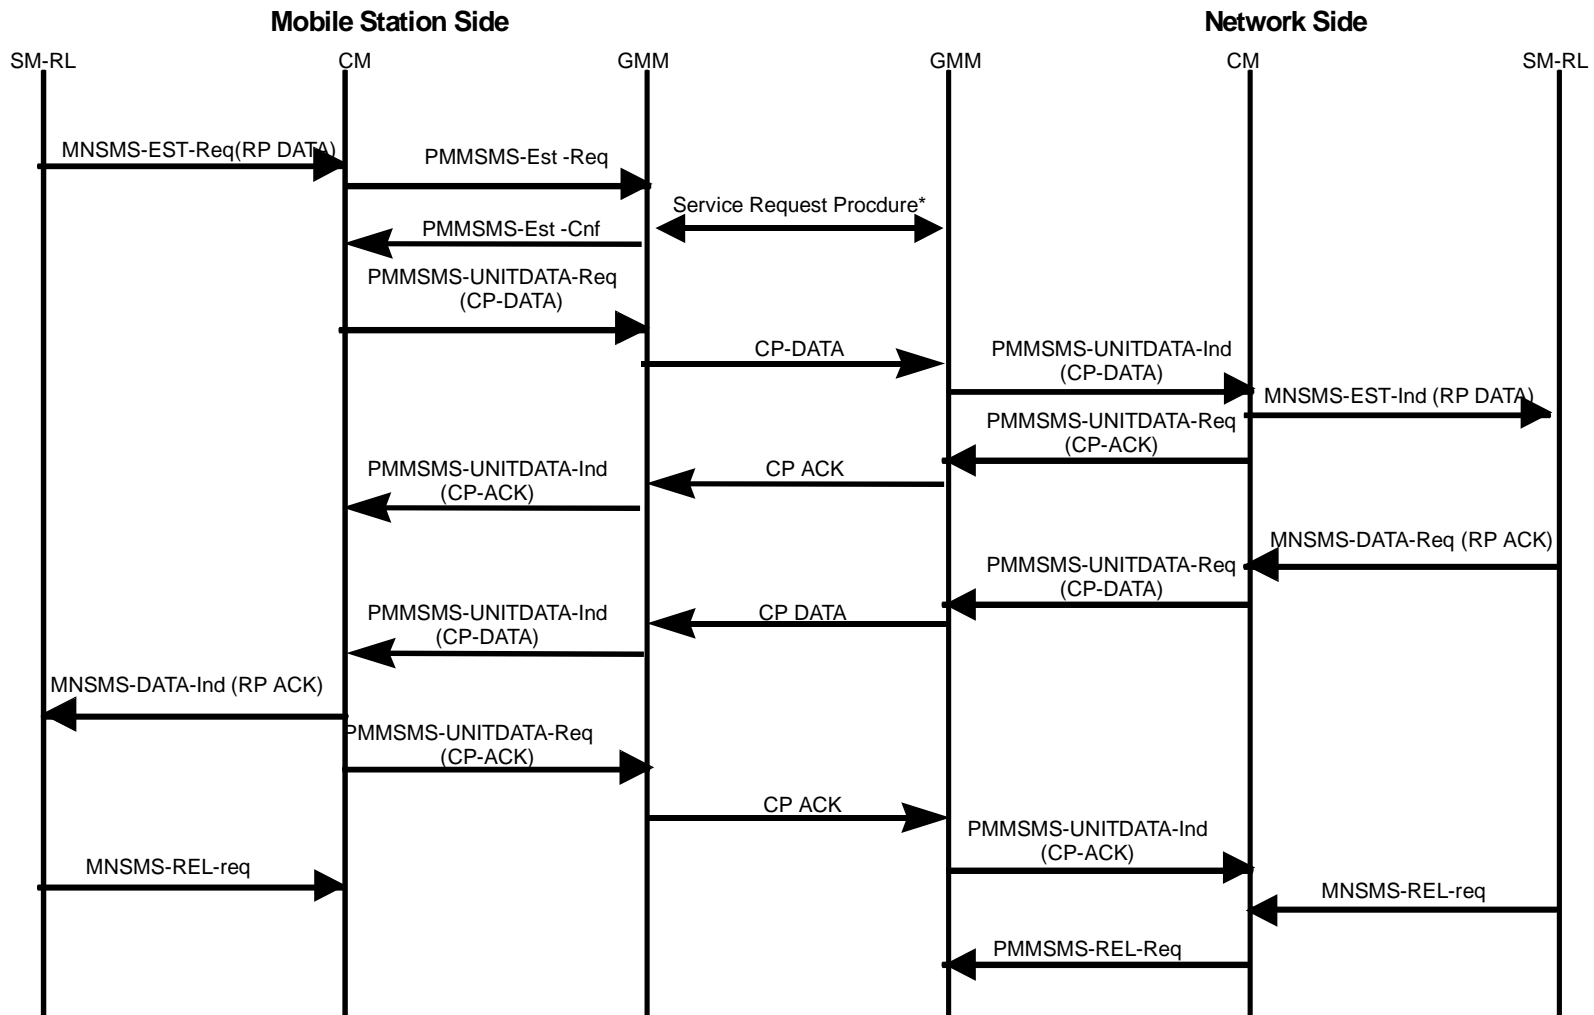 Mobile Station Side
Network Side
SM-RL
CM
GMM
GMM
CM
SM-RL
MNSMS-EST-Req(RP DATA)
PMMSMS-Est -Req
Service Request Procdure*
PMMSMS-Est -Cnf
PMMSMS-UNITDATA-Req
(CP-DATA)
CP-DATA
PMMSMS-UNITDATA-Ind
(CP-DATA)
MNSMS-EST-Ind (RP DATA)
PMMSMS-UNITDATA-Req
(CP-ACK)
CP ACK
PMMSMS-UNITDATA-Ind
(CP-ACK)
MNSMS-DATA-Req (RP ACK)
PMMSMS-UNITDATA-Req
(CP-DATA)
CP DATA
PMMSMS-UNITDATA-Ind
(CP-DATA)
MNSMS-DATA-Ind (RP ACK)
PMMSMS-UNITDATA-Req
(CP-ACK)
CP ACK
PMMSMS-UNITDATA-Ind
(CP-ACK)
MNSMS-REL-req
MNSMS-REL-req
PMMSMS-REL-Req